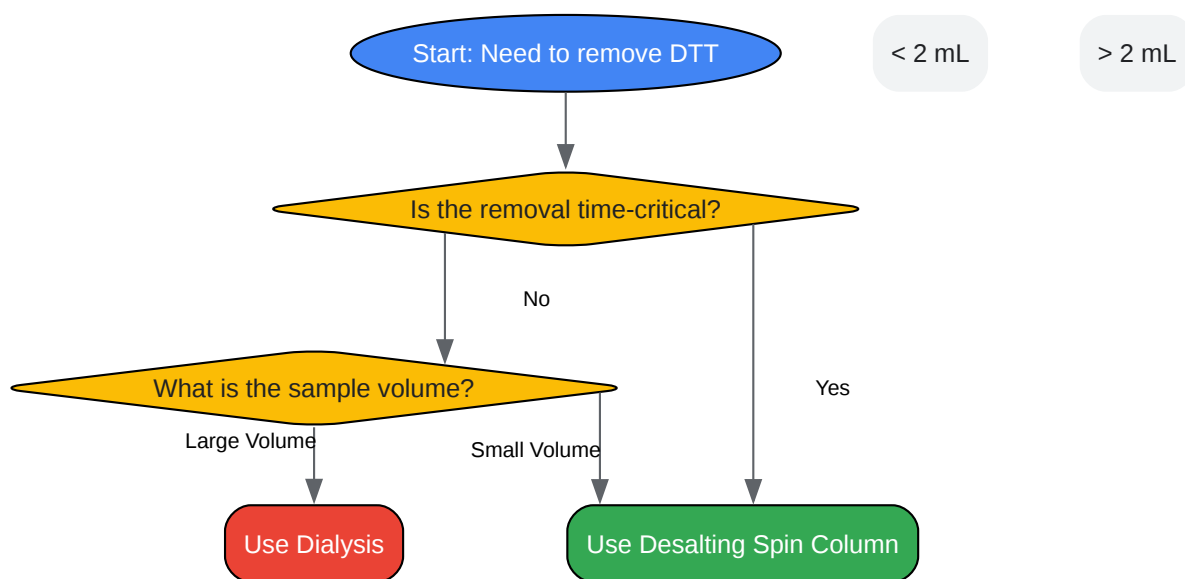 Start: Need to remove DTT
< 2 mL
> 2 mL
Is the removal time-critical?
No
What is the sample volume?
Yes
Large Volume
Small Volume
Use Dialysis
Use Desalting Spin Column